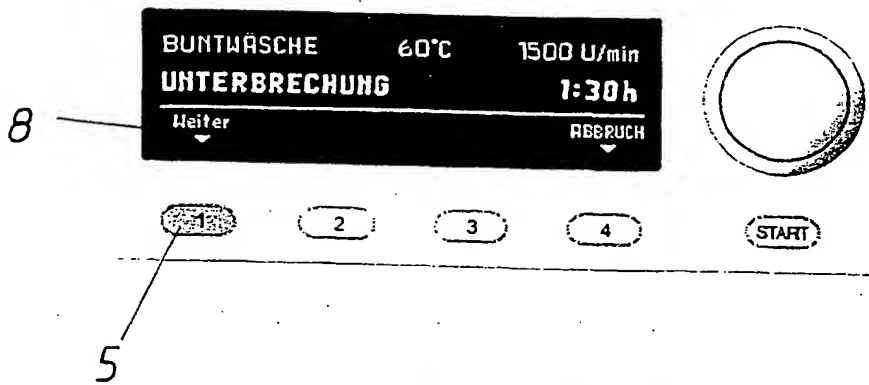 BUNTWÄSCHE 60°C 1500 U/min
UNTERBRECHUNG 1:30h
Weiter ABBRUCH
8
1 2 3 4 START
5